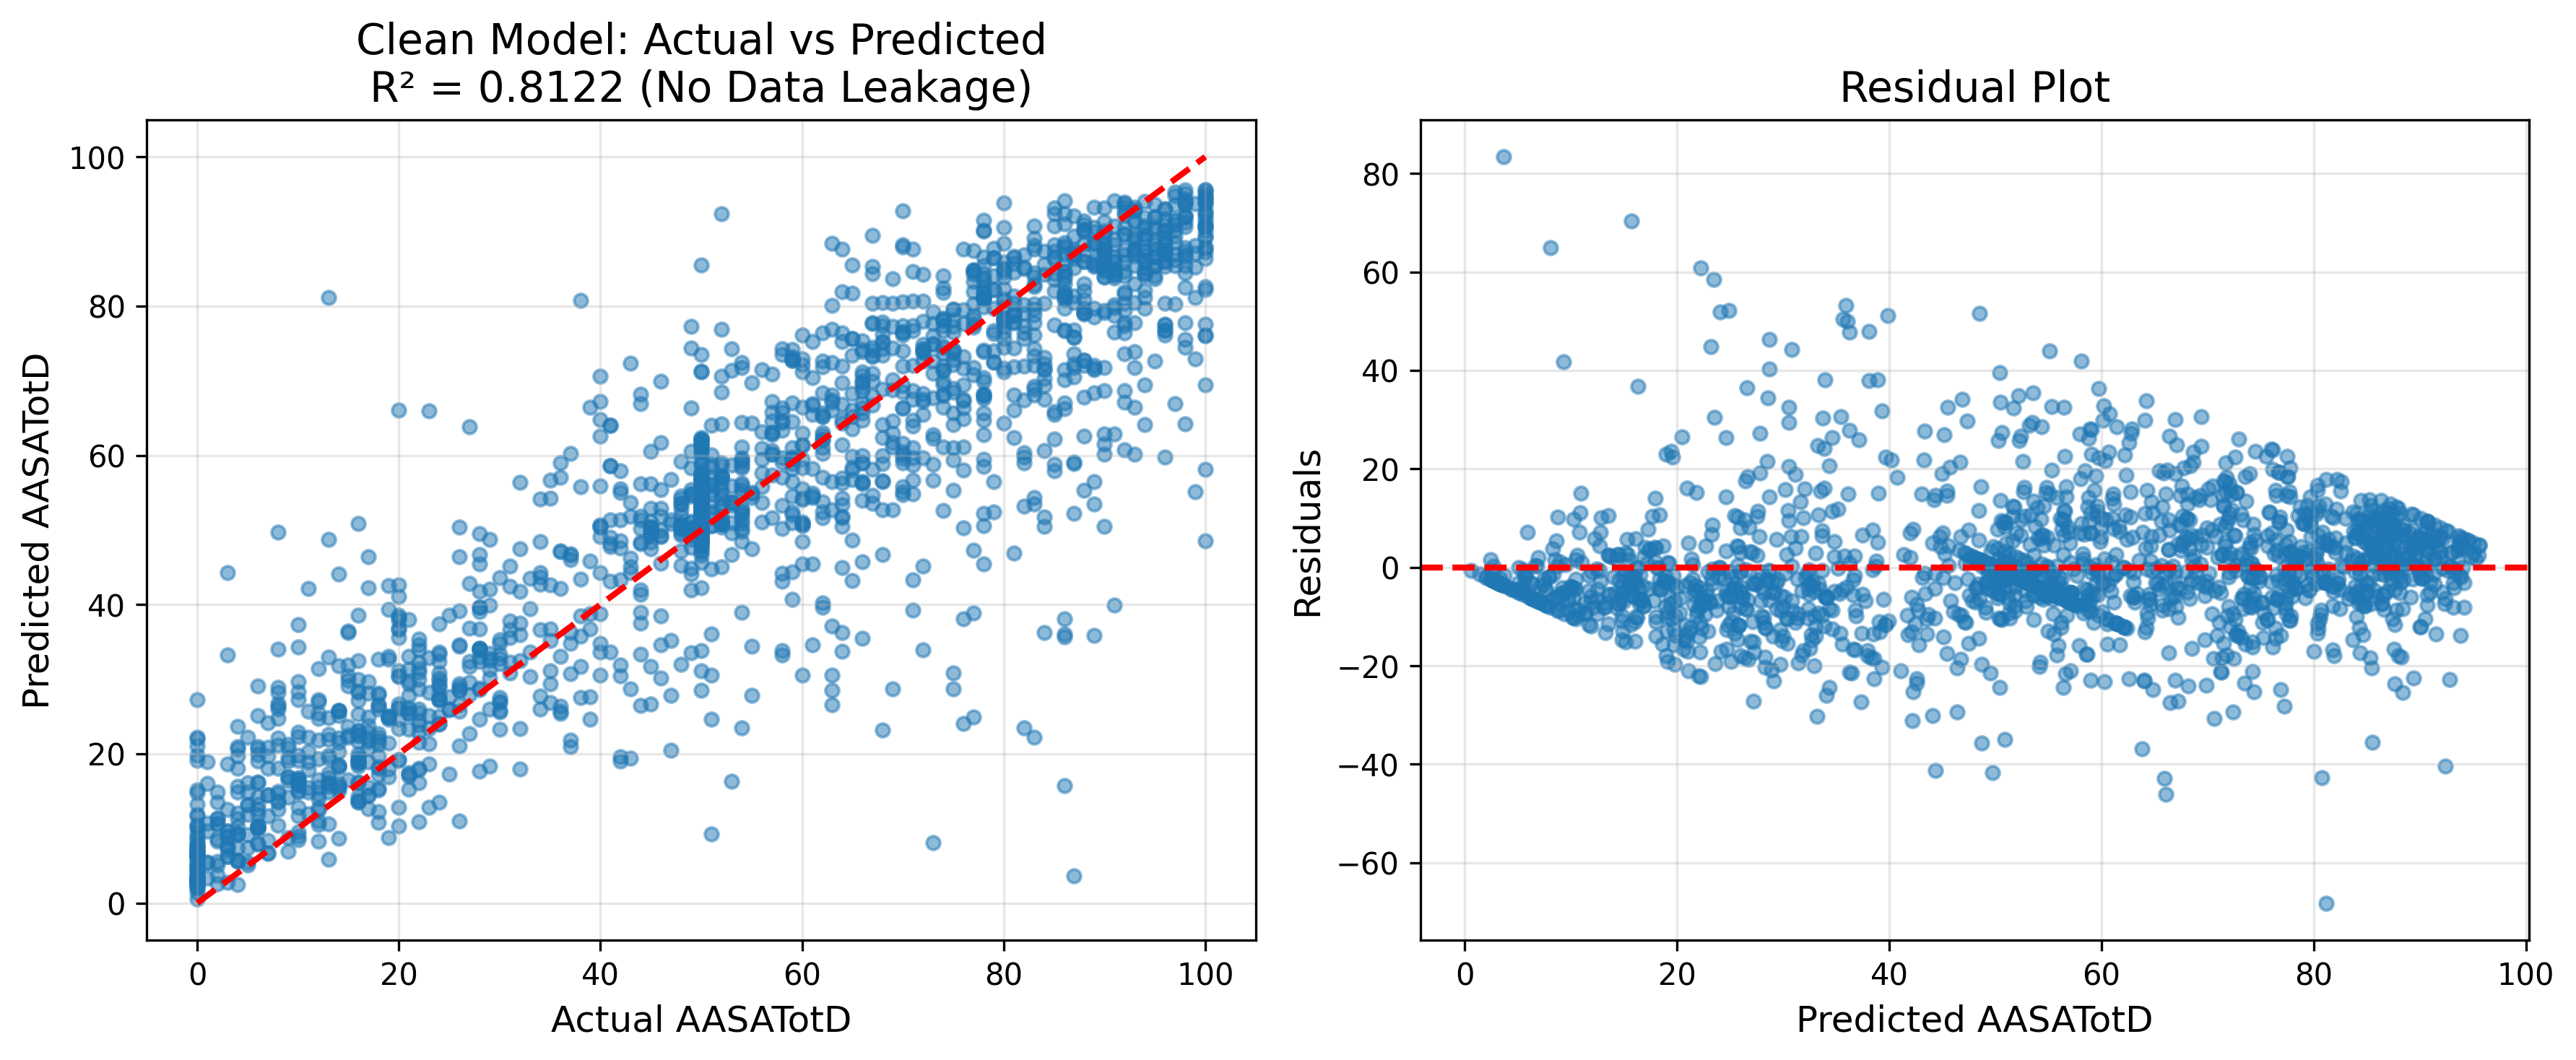 Clean Model: Actual vs Predicted
R² = 0.8122 (No Data Leakage)
Predicted AASATotD
100
80
60
40
20
0
0 20 40 60 80 100
Actual AASATotD
Residual Plot
Residuals
80
60
40
20
0
−20
−40
−60
0 20 40 60 80 100
Predicted AASATotD